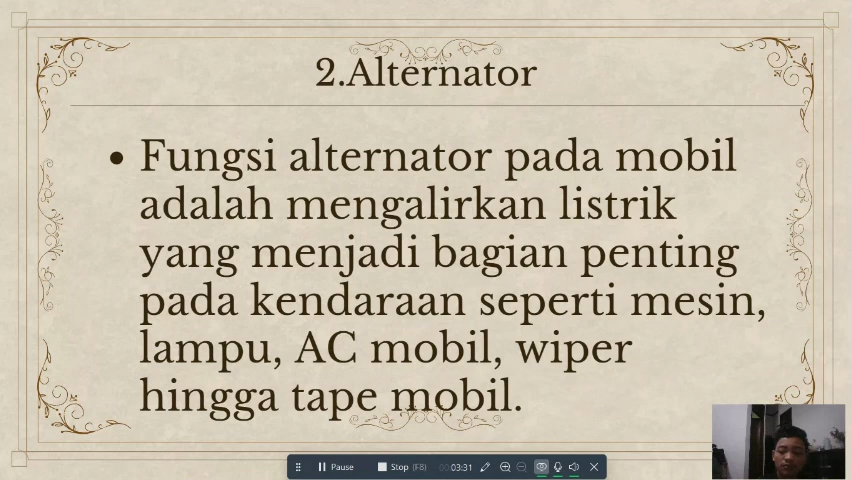 2.Alternator
• Fungsi alternator pada mobil
adalah mengalirkan listrik
yang menjadi bagian penting
pada kendaraan seperti mesin,
lampu, AC mobil, wiper
hingga tape mobil.
Pause Stop (F8) 00:03:31